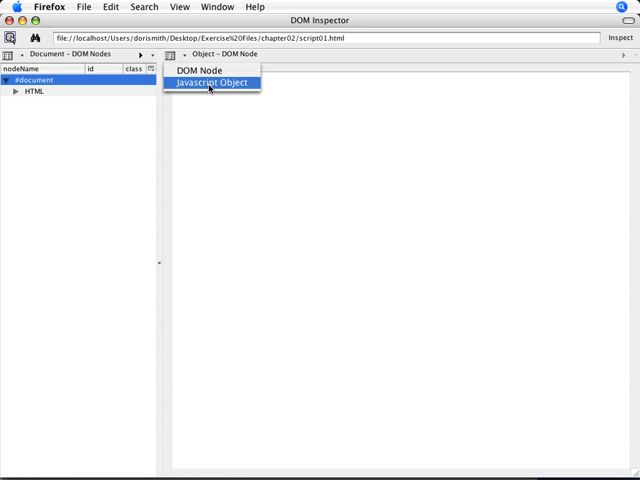 Firefox File Edit Search View Window Help
DOM Inspector
file://localhost/Users/dorismith/Desktop/Exercise%20Files/chapter02/script01.html Inspect
Document – DOM Nodes Object – DOM Node
nodeName id class
DOM Node
#document
Javascript Object
HTML